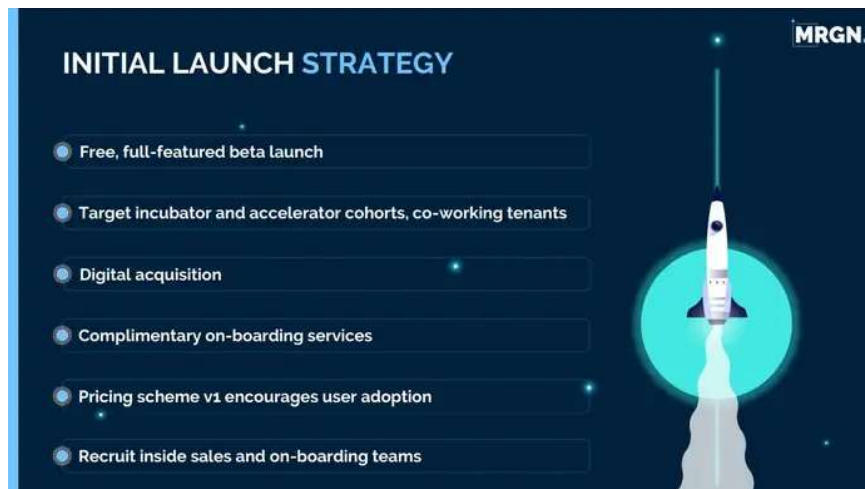 MRGN.
INITIAL LAUNCH STRATEGY
Free, full-featured beta launch
Target incubator and accelerator cohorts, co-working tenants
Digital acquisition
Complimentary on-boarding services
Pricing scheme v1 encourages user adoption
Recruit inside sales and on-boarding teams